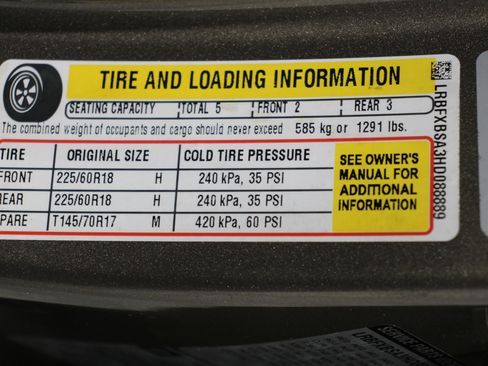 TIRE AND LOADING INFORMATION
SEATING CAPACITY TOTAL 5 FRONT 2 REAR 3
The combined weight of occupants and cargo should never exceed 585 kg or 1291 lbs.
TIRE ORIGINAL SIZE COLD TIRE PRESSURE
FRONT 225/60R18 H 240 kPa, 35 PSI
REAR 225/60R18 H 240 kPa, 35 PSI
PARE T145/70R17 M 420 kPa, 60 PSI
SEE OWNER'S
MANUAL FOR
ADDITIONAL
INFORMATION